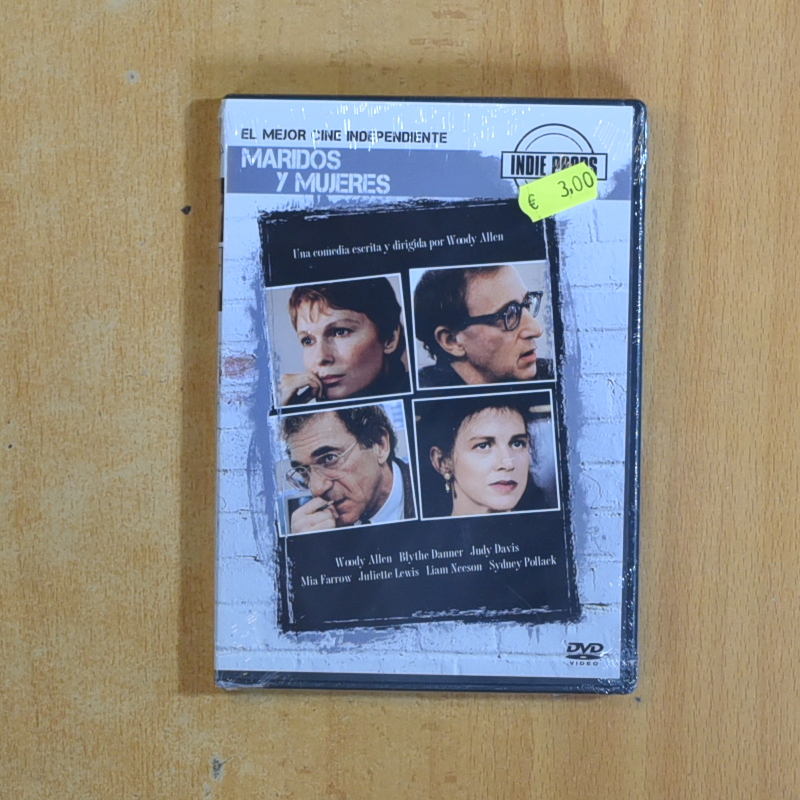 EL MEJOR CINE INDEPENDIENTE
MARIDOS
Y MUJERES
INDIE
€ 3,00
Una comedia escrita y dirigida por Woody Allen
Woody Allen Blythe Danner Judy Davis
Mia Farrow Juliette Lewis Liam Neeson Sydney Pollack
DVD
VIDEO